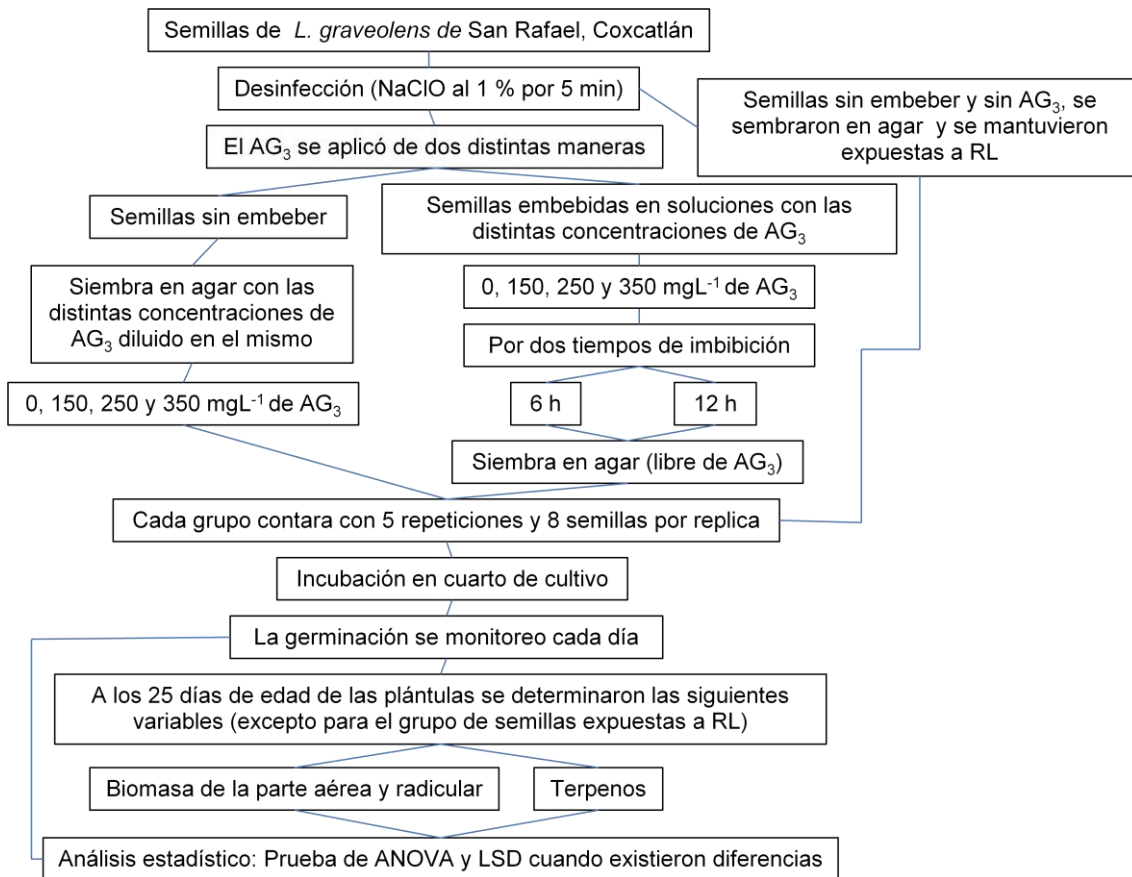 Semillas de L. graveolens de San Rafael, Coxcatlán
Desinfección (NaClO al 1 % por 5 min)
Semillas sin embeber y sin AG₃, se
sembraron en agar y se mantuvieron
expuestas a RL
El AG₃ se aplicó de dos distintas maneras
Semillas sin embeber
Semillas embebidas en soluciones con las
distintas concentraciones de AG₃
Siembra en agar con las
distintas concentraciones de
AG₃ diluido en el mismo
0, 150, 250 y 350 mgL⁻¹ de AG₃
Por dos tiempos de imbibición
0, 150, 250 y 350 mgL⁻¹ de AG₃
6 h
12 h
Siembra en agar (libre de AG₃)
Cada grupo contara con 5 repeticiones y 8 semillas por replica
Incubación en cuarto de cultivo
La germinación se monitoreo cada día
A los 25 días de edad de las plántulas se determinaron las siguientes
variables (excepto para el grupo de semillas expuestas a RL)
Biomasa de la parte aérea y radicular
Terpenos
Análisis estadístico: Prueba de ANOVA y LSD cuando existieron diferencias